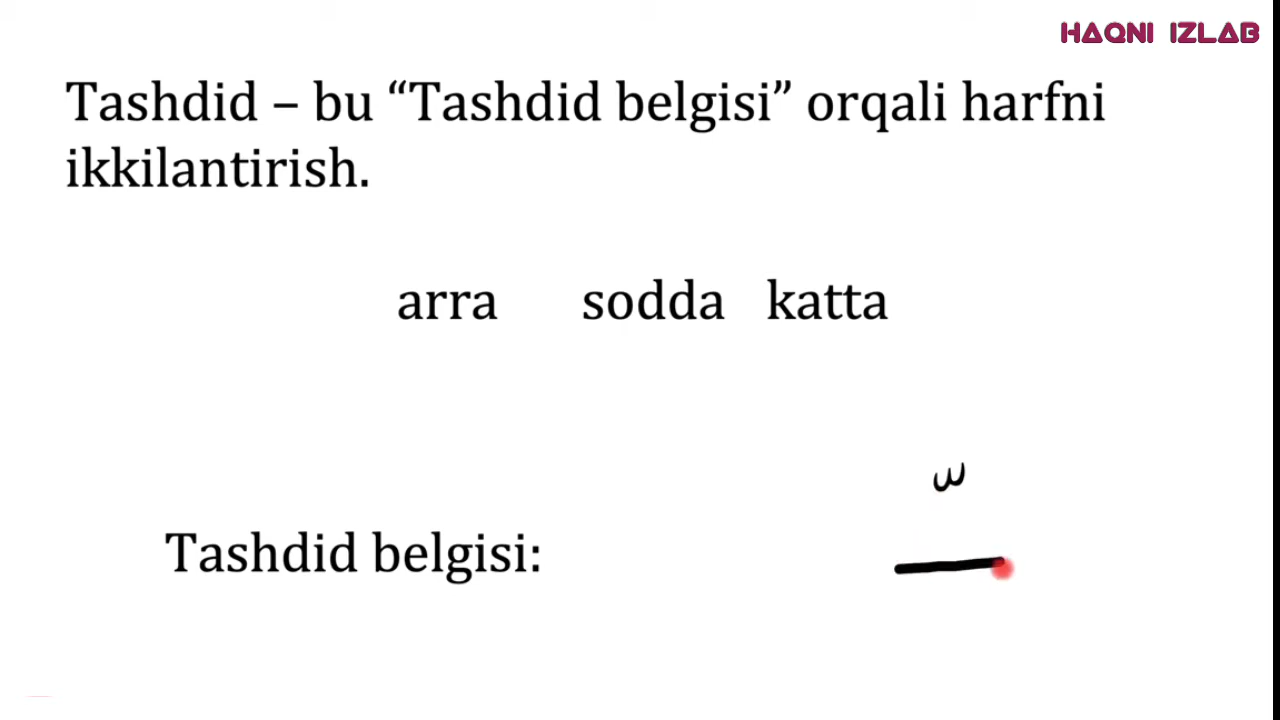 HAQNI IZLAB
Tashdid – bu “Tashdid belgisi” orqali harfni
ikkilantirish.
arra sodda katta
ّ
Tashdid belgisi: